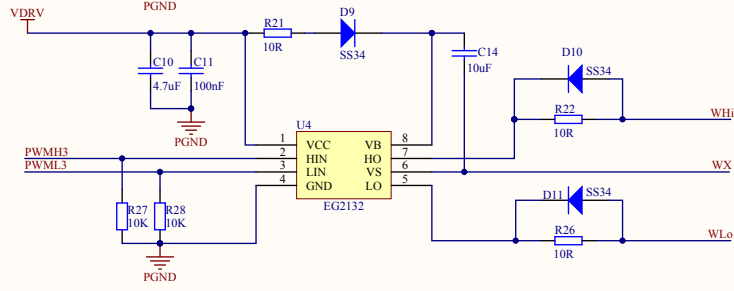 PGND
VDRV
R21
10R
D9
SS34
C10
4.7uF
C11
100nF
C14
10uF
D10
SS34
R22
10R
WHi
PGND
U4
1 VCC VB 8
2 HIN HO 7
3 LIN VS 6
4 GND LO 5
EG2132
PWMH3
PWML3
WX
D11
SS34
R27
10K
R28
10K
R26
10R
WLo
PGND